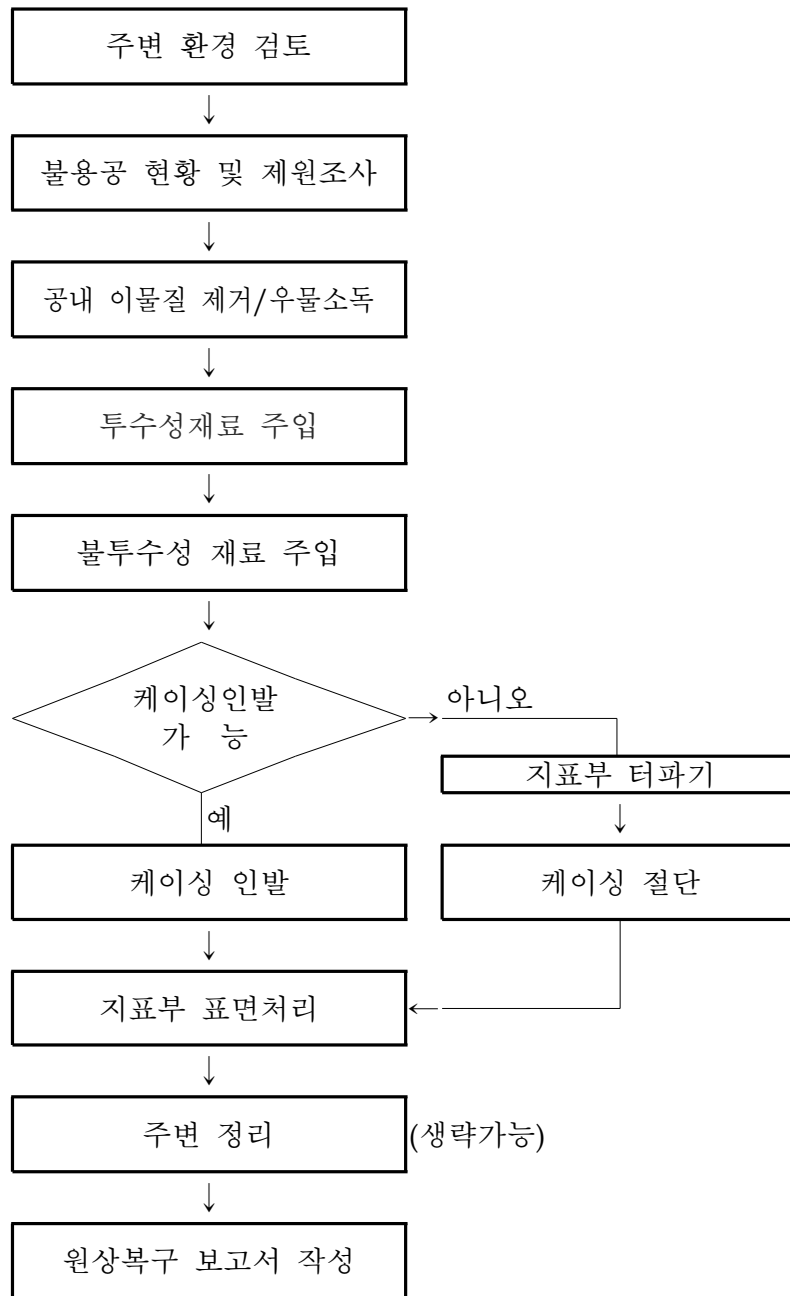 주변 환경 검토
불용공 현황 및 제원조사
공내 이물질 제거/우물소독
투수성재료 주입
불투수성 재료 주입
케이싱인발
가 능
아니오
지표부 터파기
예
케이싱 인발
케이싱 절단
지표부 표면처리
주변 정리
(생략가능)
원상복구 보고서 작성